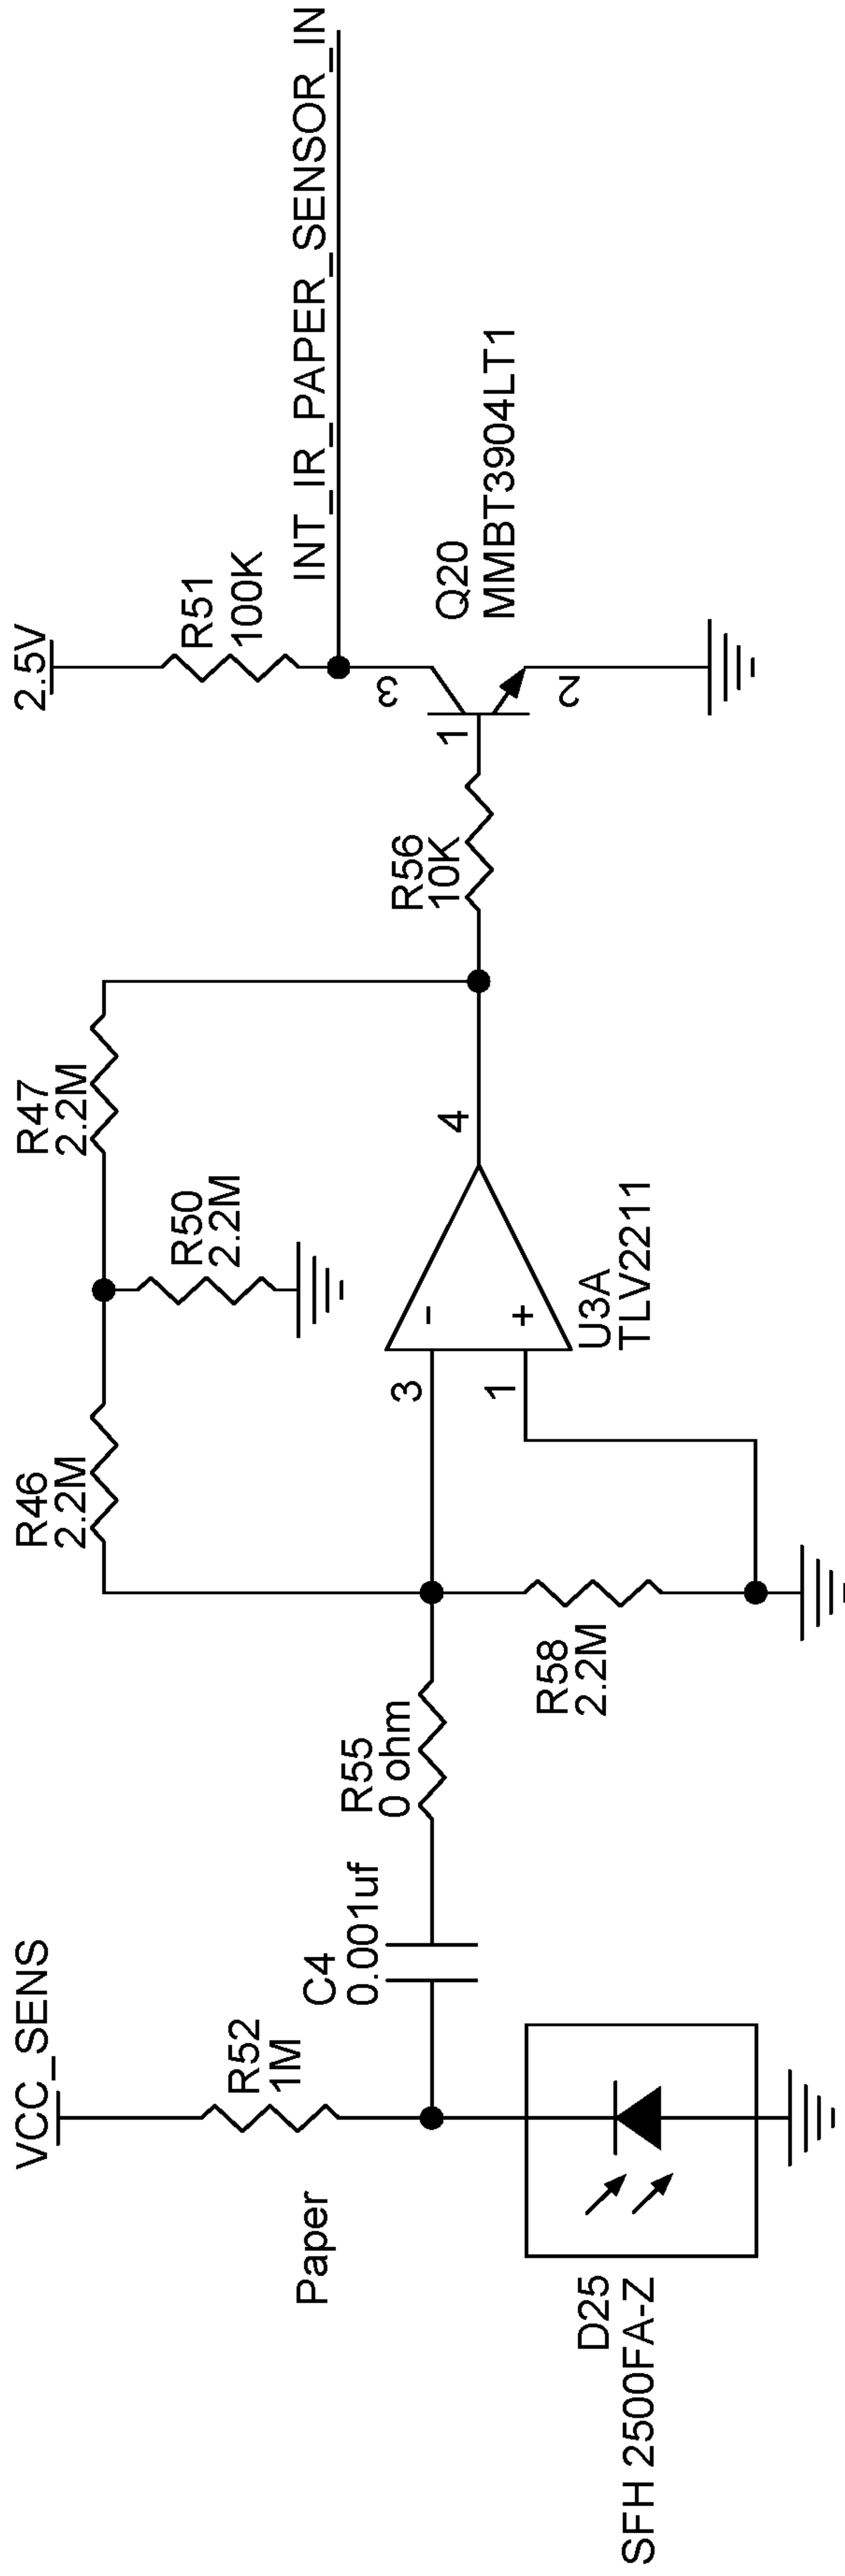 VCC_SENS
R52
1M
Paper
D25
SFH 2500FA-Z
C4
0.001uf
R55
0 ohm
R58
2.2M
R46
2.2M
R50
2.2M
R47
2.2M
3
-
1
+
4
U3A
TLV2211
R56
10K
2.5V
R51
100K
INT_IR_PAPER_SENSOR_IN
3
1
2
Q20
MMBT3904LT1